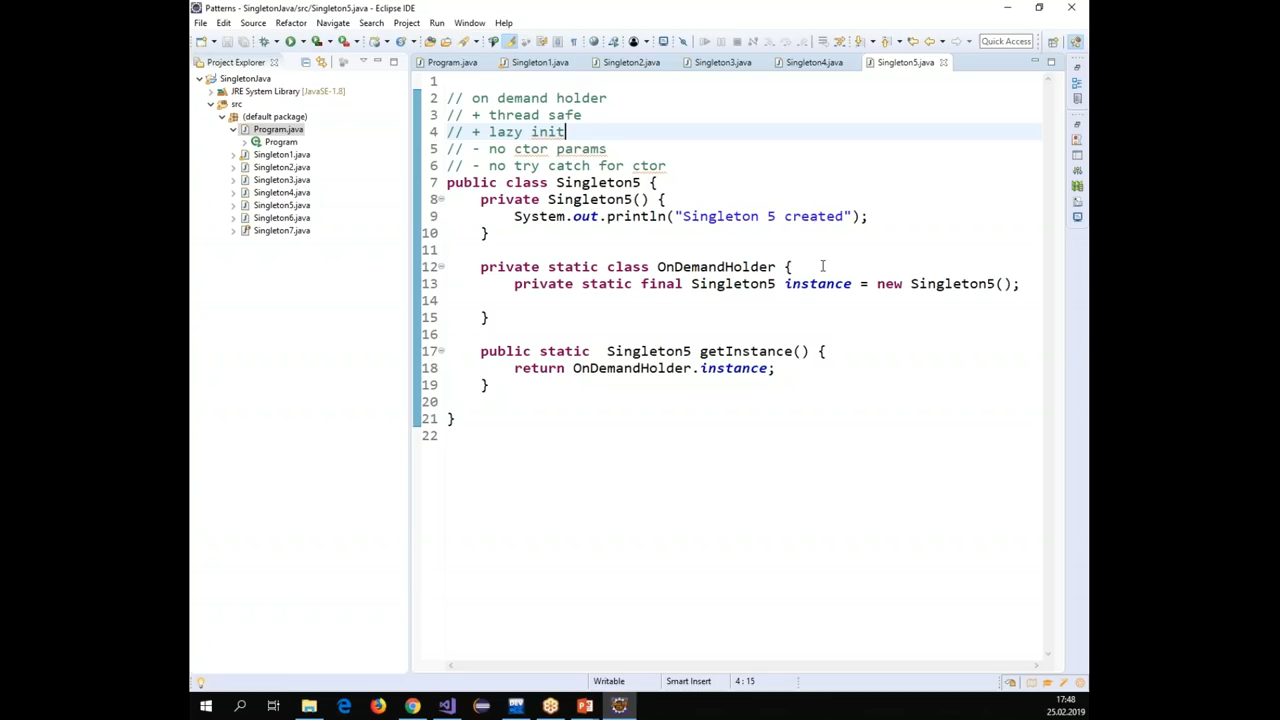 Patterns - SingletonJava/src/Singleton5.java - Eclipse IDE
File Edit Source Refactor Navigate Search Project Run Window Help
Quick Access
Project Explorer
Program.java Singleton1.java Singleton2.java Singleton3.java Singleton4.java Singleton5.java
SingletonJava
JRE System Library [JavaSE-1.8]
src
(default package)
Program.java
Program
Singleton1.java
Singleton2.java
Singleton3.java
Singleton4.java
Singleton5.java
Singleton6.java
Singleton7.java
1
2 // on demand holder
3 // + thread safe
4 // + lazy init
5 // - no ctor params
6 // - no try catch for ctor
7 public class Singleton5 {
8 private Singleton5() {
9 System.out.println("Singleton 5 created");
10 }
11
12 private static class OnDemandHolder {
13 private static final Singleton5 instance = new Singleton5();
14
15 }
16
17 public static  Singleton5 getInstance() {
18 return OnDemandHolder.instance;
19 }
20
21 }
22
Writable Smart Insert 4 : 15
17:48
25.02.2019